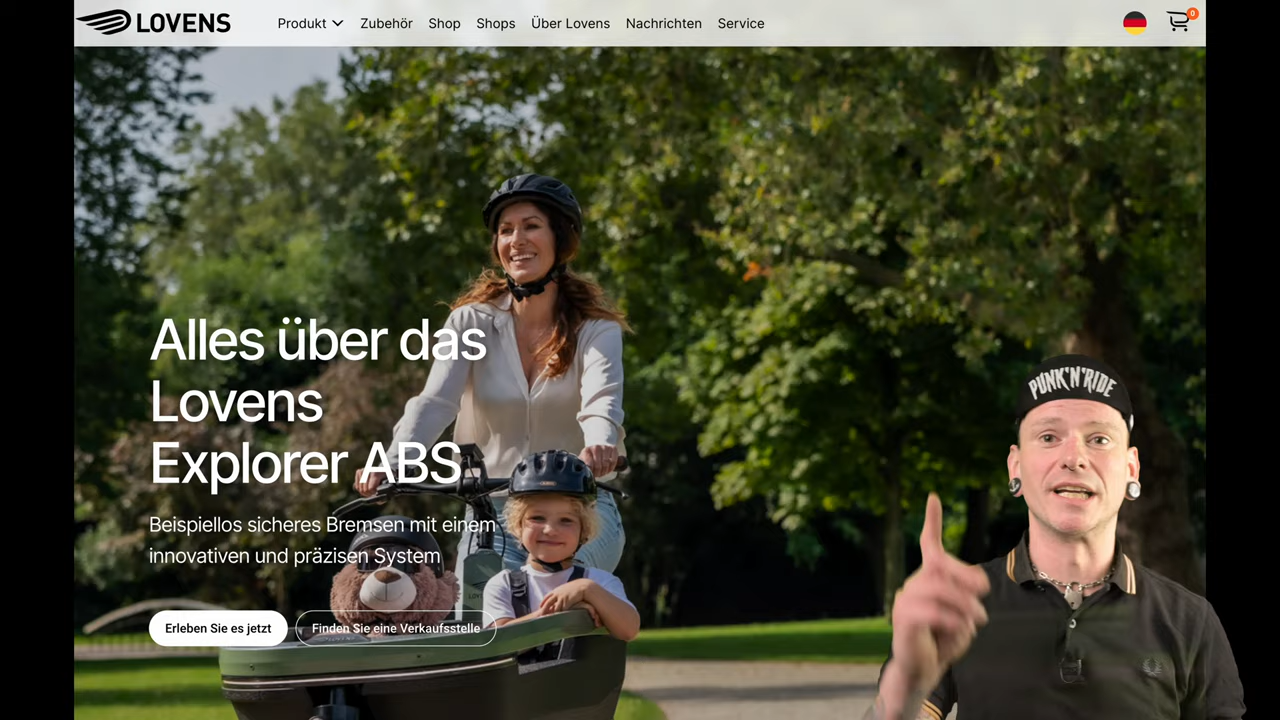 LOVENS
Produkt Zubehör Shop Shops Über Lovens Nachrichten Service
0
Alles über das
Lovens
Explorer ABS
Beispiellos sicheres Bremsen mit einem
innovativen und präzisen System
Erleben Sie es jetzt Finden Sie eine Verkaufsstelle
PUNK'N'RIDE